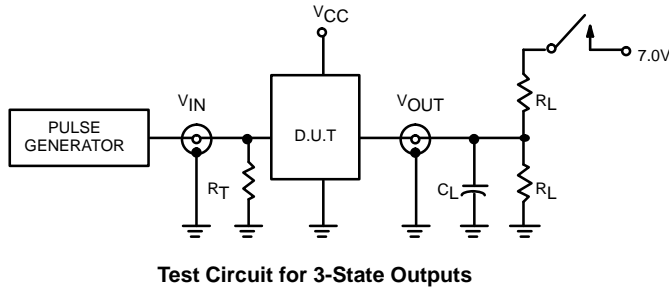 VCC
7.0V
RL
VIN
VOUT
PULSE
GENERATOR
D.U.T
RT
CL
RL
Test Circuit for 3-State Outputs